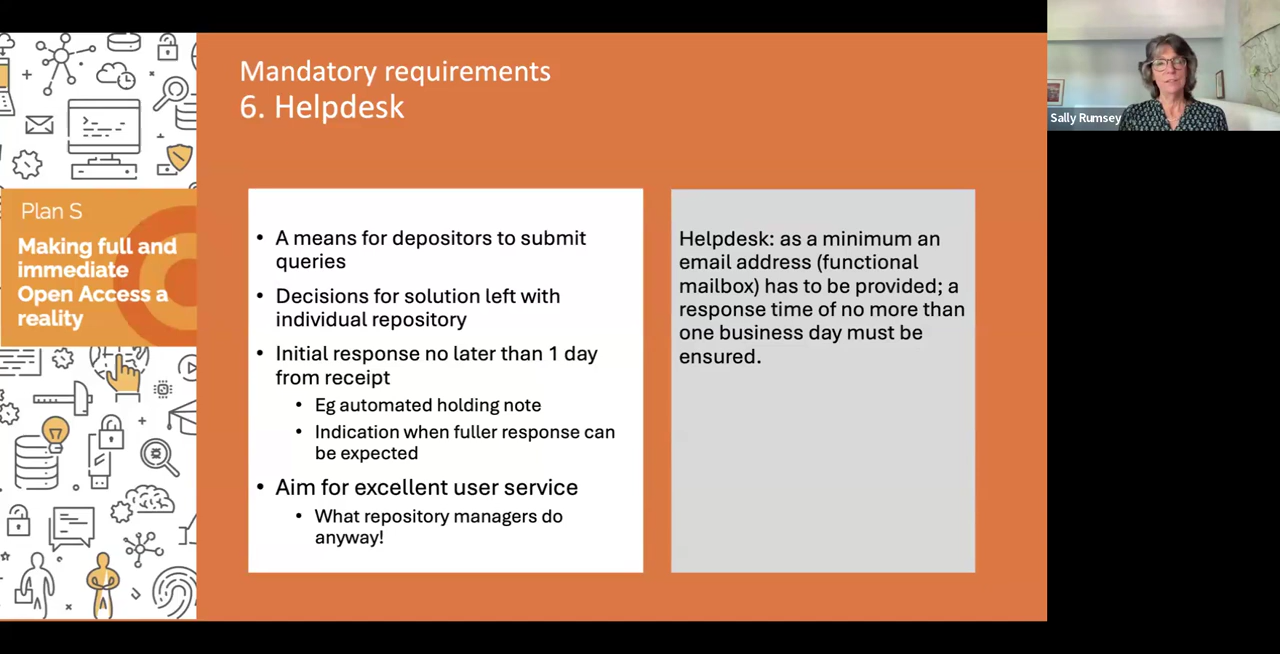 Mandatory requirements
6. Helpdesk
Plan S
Making full and
immediate
Open Access a
reality
• A means for depositors to submit
queries
• Decisions for solution left with
individual repository
• Initial response no later than 1 day
from receipt
• Eg automated holding note
• Indication when fuller response can
be expected
• Aim for excellent user service
• What repository managers do
anyway!
Helpdesk: as a minimum an
email address (functional
mailbox) has to be provided; a
response time of no more than
one business day must be
ensured.
Sally Rumsey